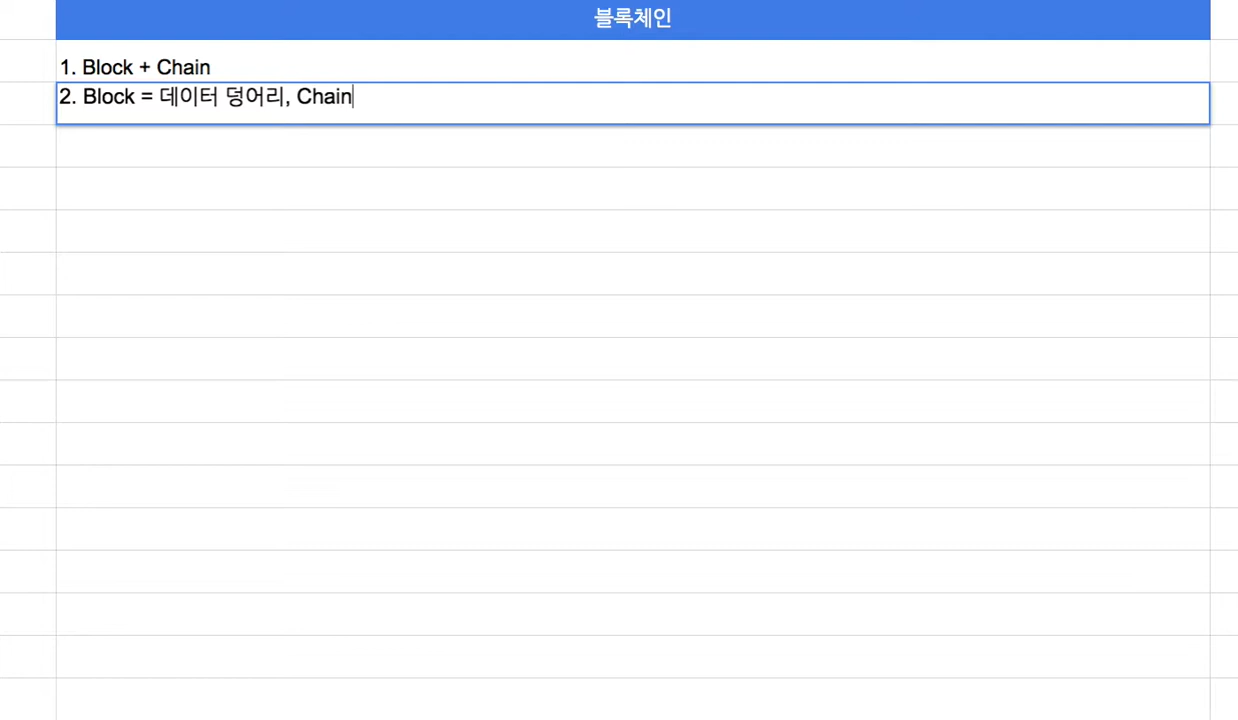 블록체인
1. Block + Chain
2. Block = 데이터 덩어리, Chain